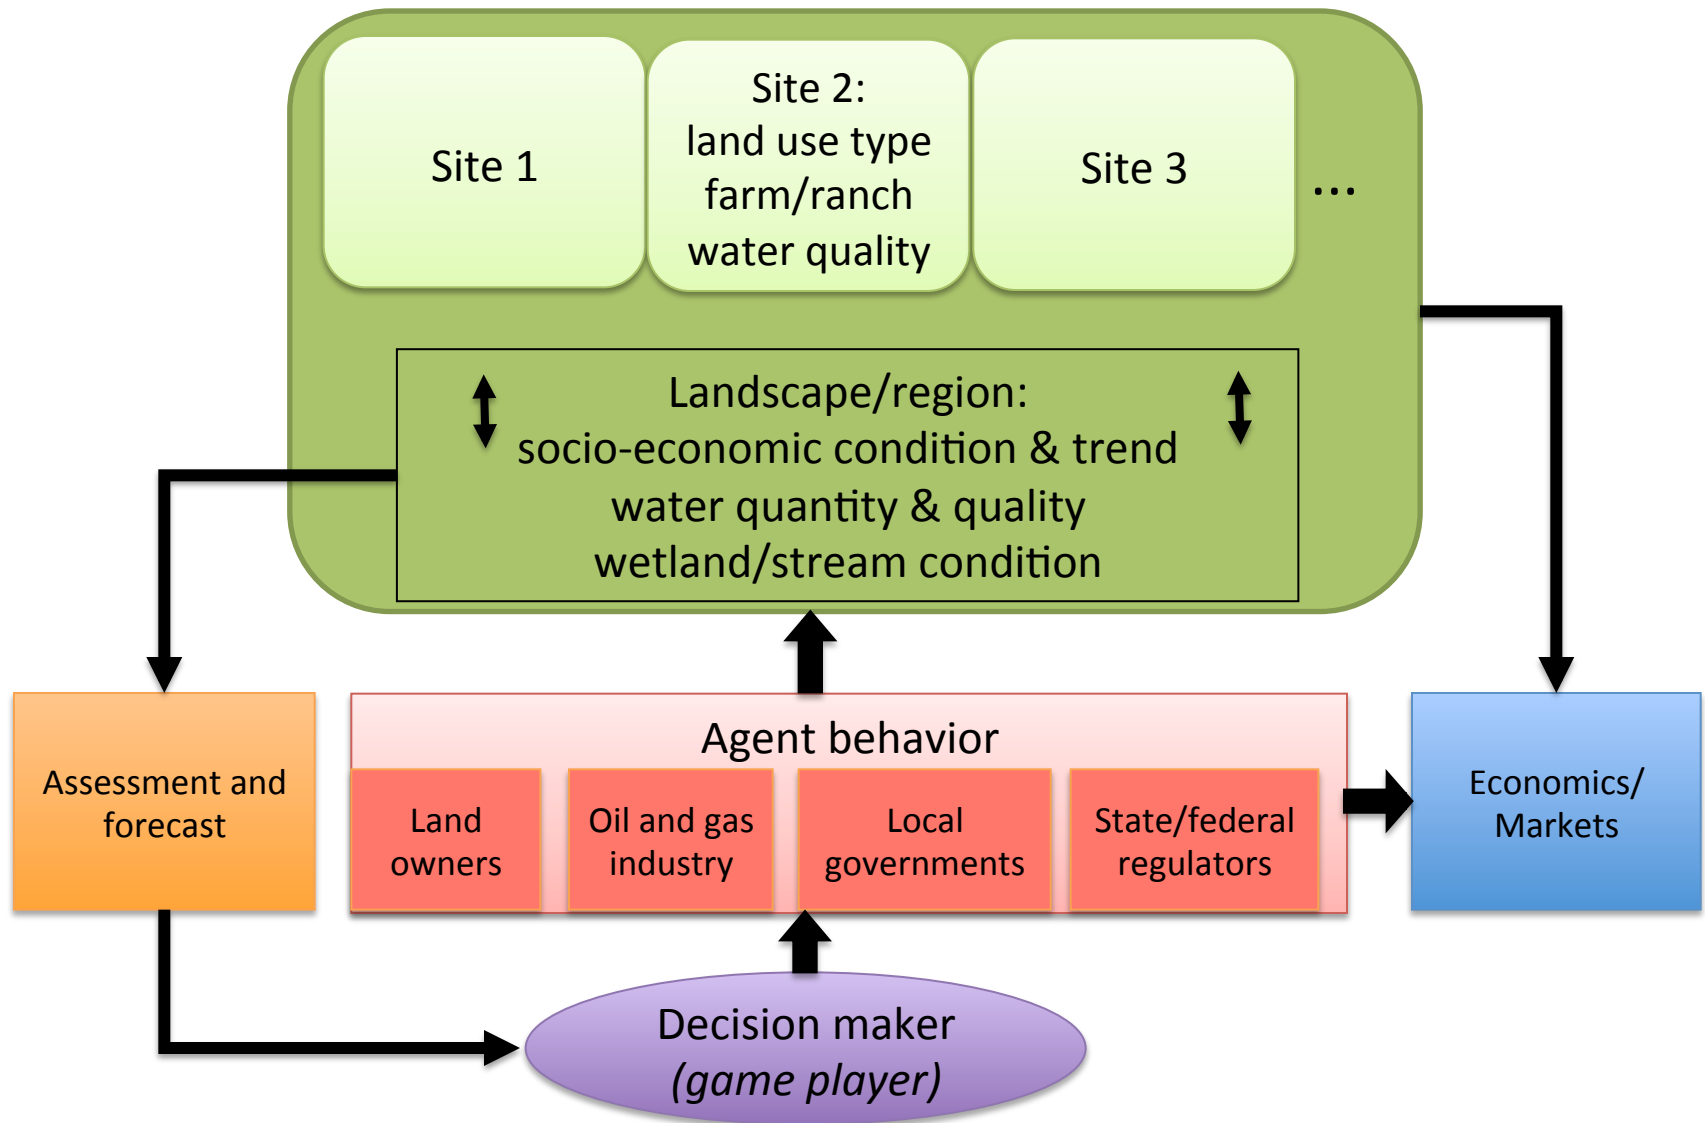 Site 1
Site 2:
land use type
farm/ranch
water quality
Site 3
...
Landscape/region:
socio-economic condition & trend
water quantity & quality
wetland/stream condition
Assessment and
forecast
Agent behavior
Land
owners
Oil and gas
industry
Local
governments
State/federal
regulators
Economics/
Markets
Decision maker
(game player)